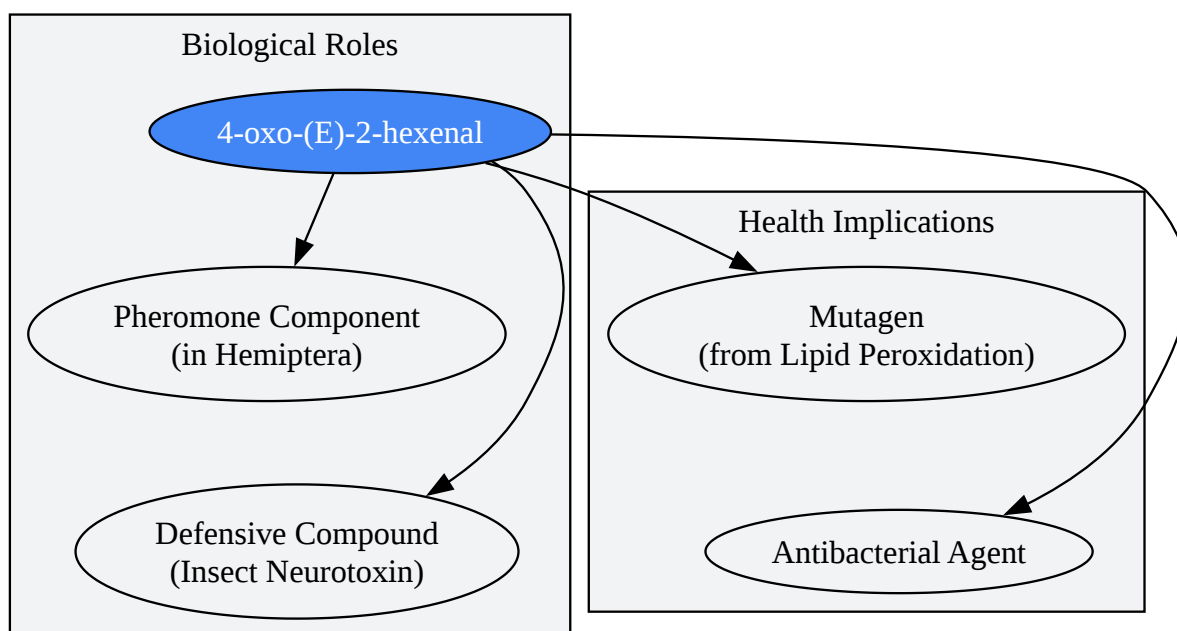 Biological Roles
4-oxo-(E)-2-hexenal
Pheromone Component
(in Hemiptera)
Defensive Compound
(Insect Neurotoxin)
Health Implications
Mutagen
(from Lipid Peroxidation)
Antibacterial Agent